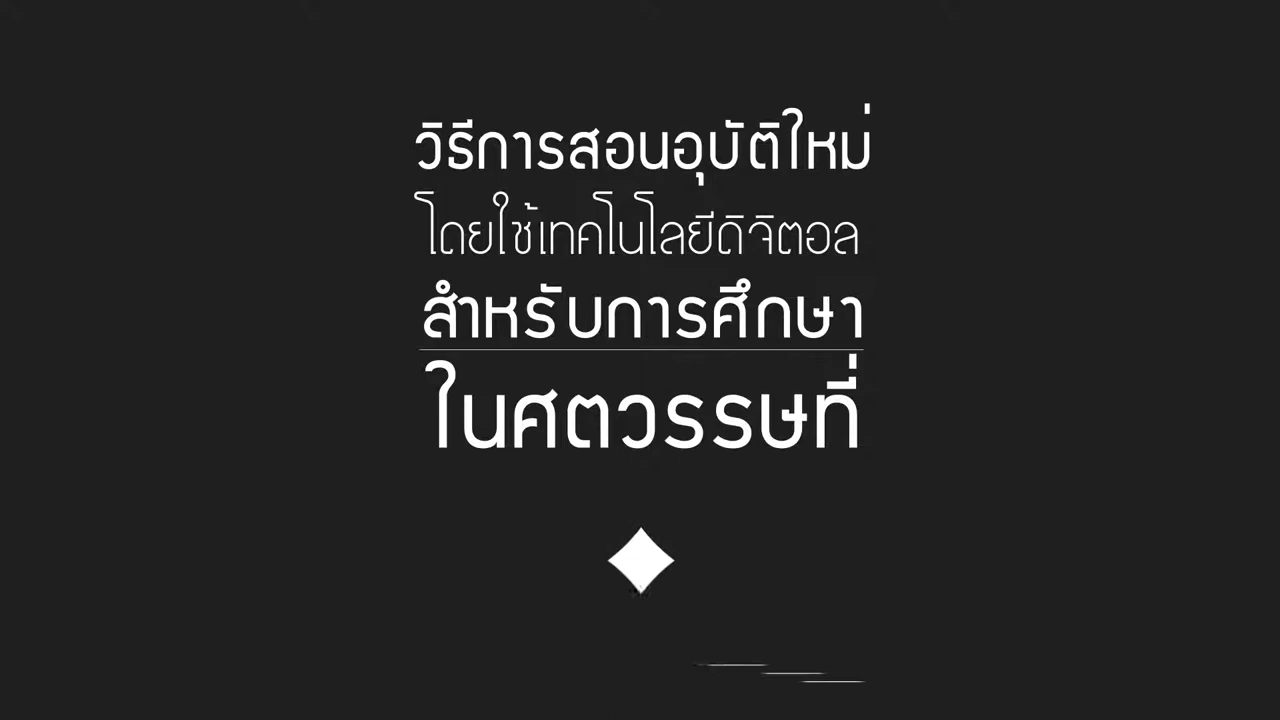 วิธีการสอนอุบัติใหม่
โดยใช้เทคโนโลยีดิจิตอล
สำหรับการศึกษา
ในศตวรรษที่